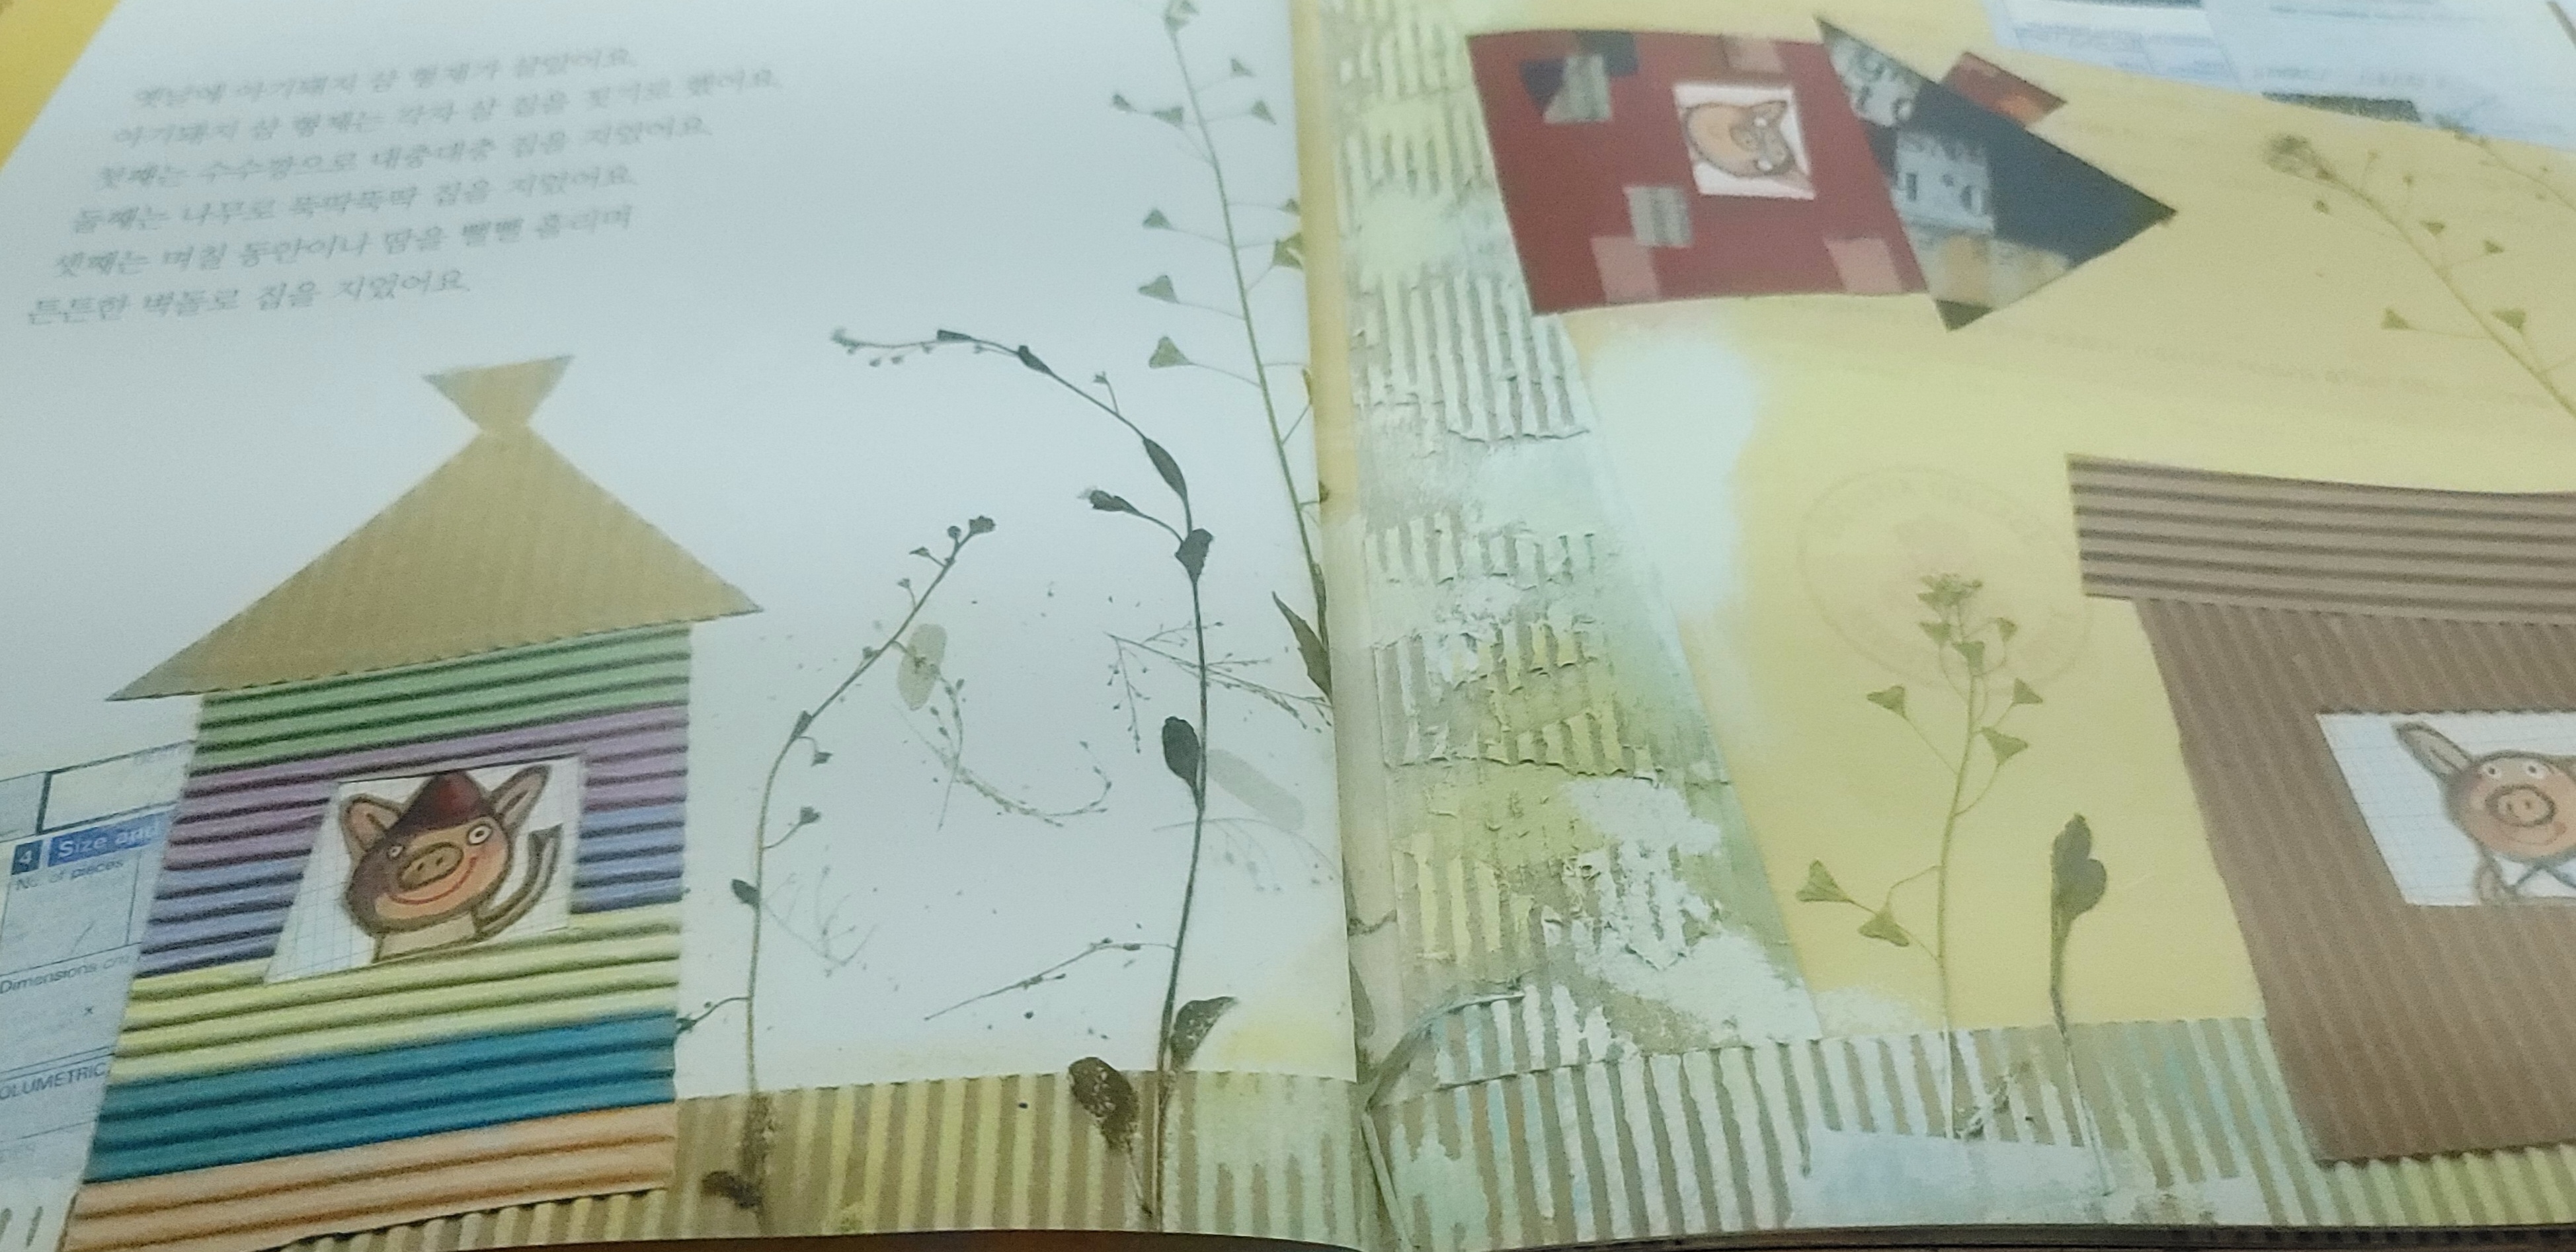 옛날에 아기돼지 삼 형제가 살았어요.
아기돼지 삼 형제는 각자 살 집을 짓기로 했어요.
첫째는 수수깡으로 대충대충 집을 지었어요.
둘째는 나무로 뚝딱뚝딱 집을 지었어요.
셋째는 며칠 동안이나 땀을 뻘뻘 흘리며
튼튼한 벽돌로 집을 지었어요.
4 Size and
No. of pieces
Dimensions cm
x
OLUMETRIC